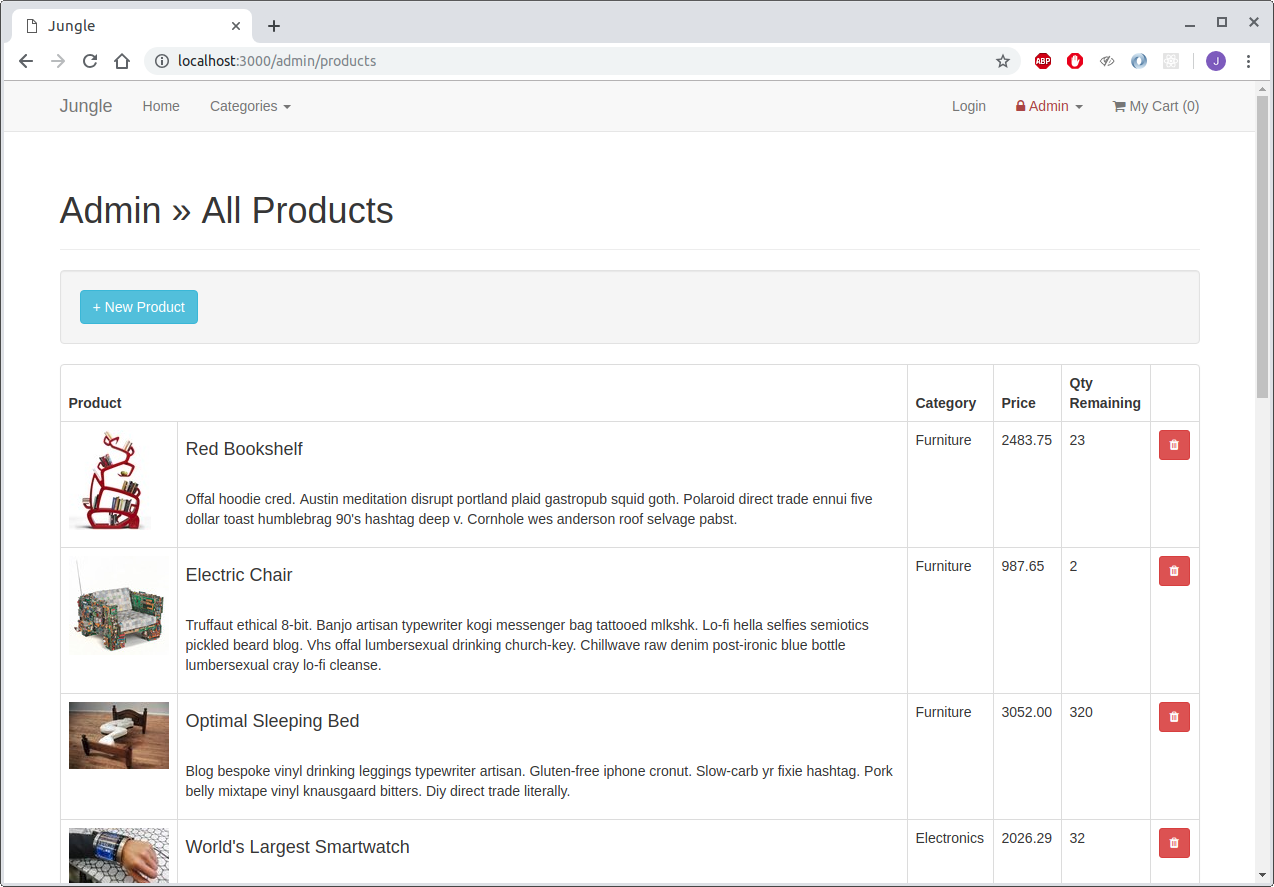 Jungle
localhost:3000/admin/products
ABP
J
Jungle Home Categories Login Admin My Cart (0)
Admin » All Products
+ New Product
Product Category Price Qty Remaining
Red Bookshelf Furniture 2483.75 23
Offal hoodie cred. Austin meditation disrupt portland plaid gastropub squid goth. Polaroid direct trade ennui five
dollar toast humblebrag 90's hashtag deep v. Cornhole wes anderson roof selvage pabst.
Electric Chair Furniture 987.65 2
Truffaut ethical 8-bit. Banjo artisan typewriter kogi messenger bag tattooed mlkshk. Lo-fi hella selfies semiotics
pickled beard blog. Vhs offal lumbersexual drinking church-key. Chillwave raw denim post-ironic blue bottle
lumbersexual cray lo-fi cleanse.
Optimal Sleeping Bed Furniture 3052.00 320
Blog bespoke vinyl drinking leggings typewriter artisan. Gluten-free iphone cronut. Slow-carb yr fixie hashtag. Pork
belly mixtape vinyl knausgaard bitters. Diy direct trade literally.
World's Largest Smartwatch Electronics 2026.29 32